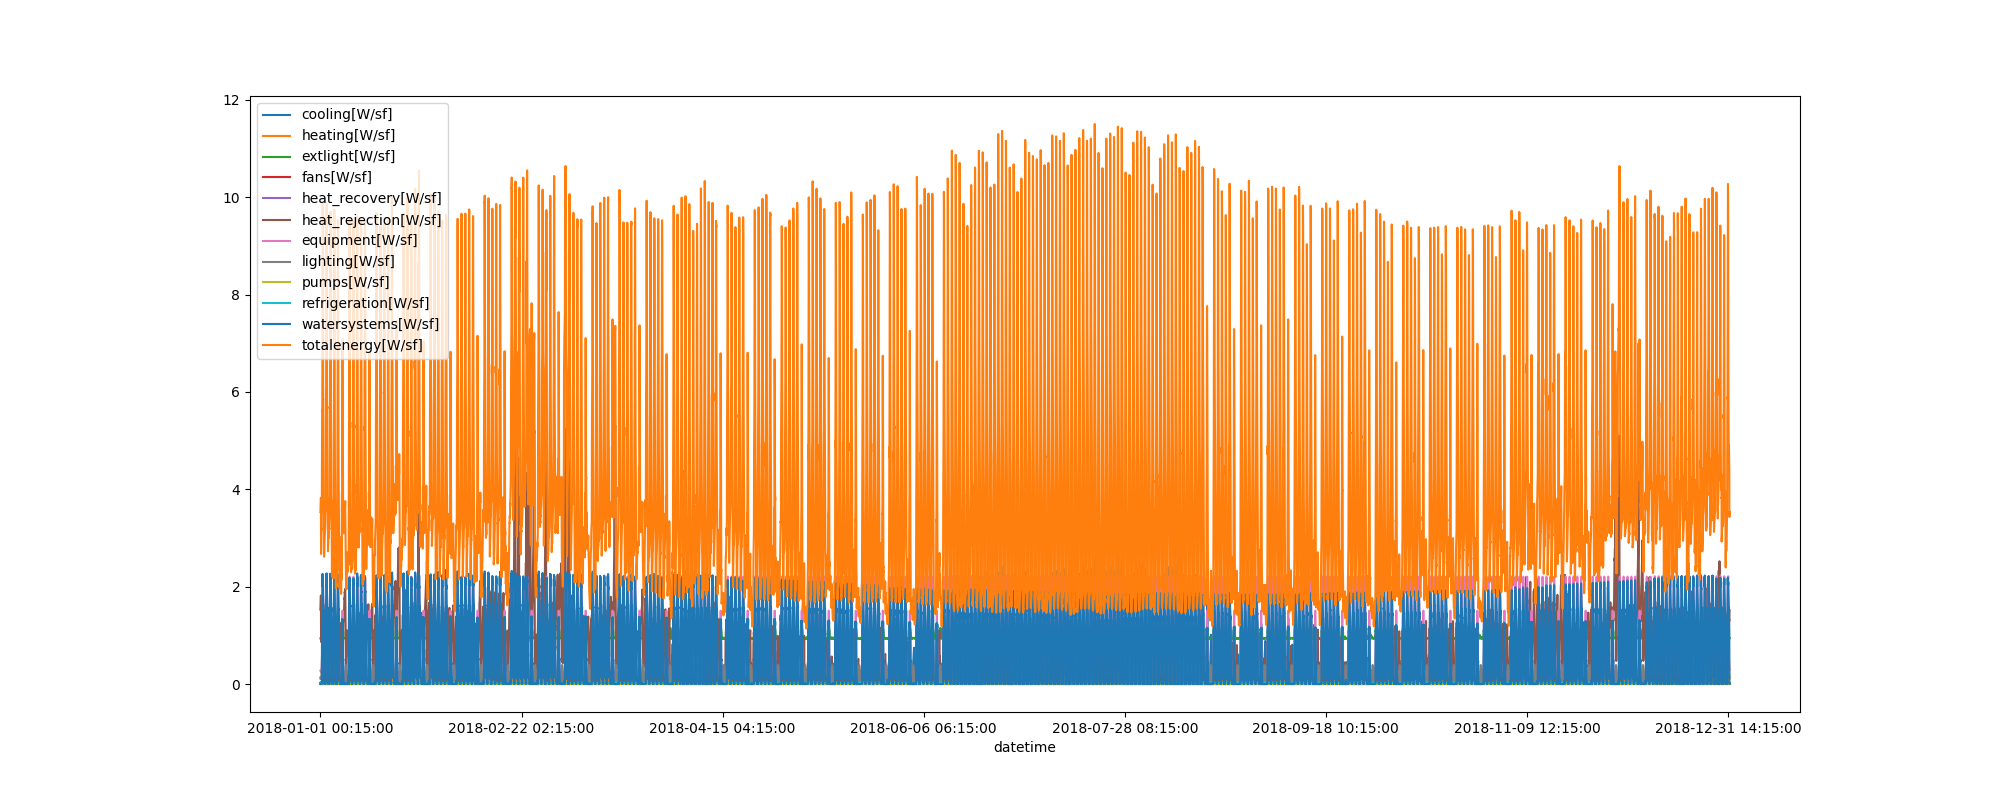 12
10
8
6
4
2
0
cooling[W/sf]
heating[W/sf]
extlight[W/sf]
fans[W/sf]
heat_recovery[W/sf]
heat_rejection[W/sf]
equipment[W/sf]
lighting[W/sf]
pumps[W/sf]
refrigeration[W/sf]
watersystems[W/sf]
totalenergy[W/sf]
2018-01-01 00:15:00 2018-02-22 02:15:00 2018-04-15 04:15:00 2018-06-06 06:15:00 2018-07-28 08:15:00 2018-09-18 10:15:00 2018-11-09 12:15:00 2018-12-31 14:15:00
datetime